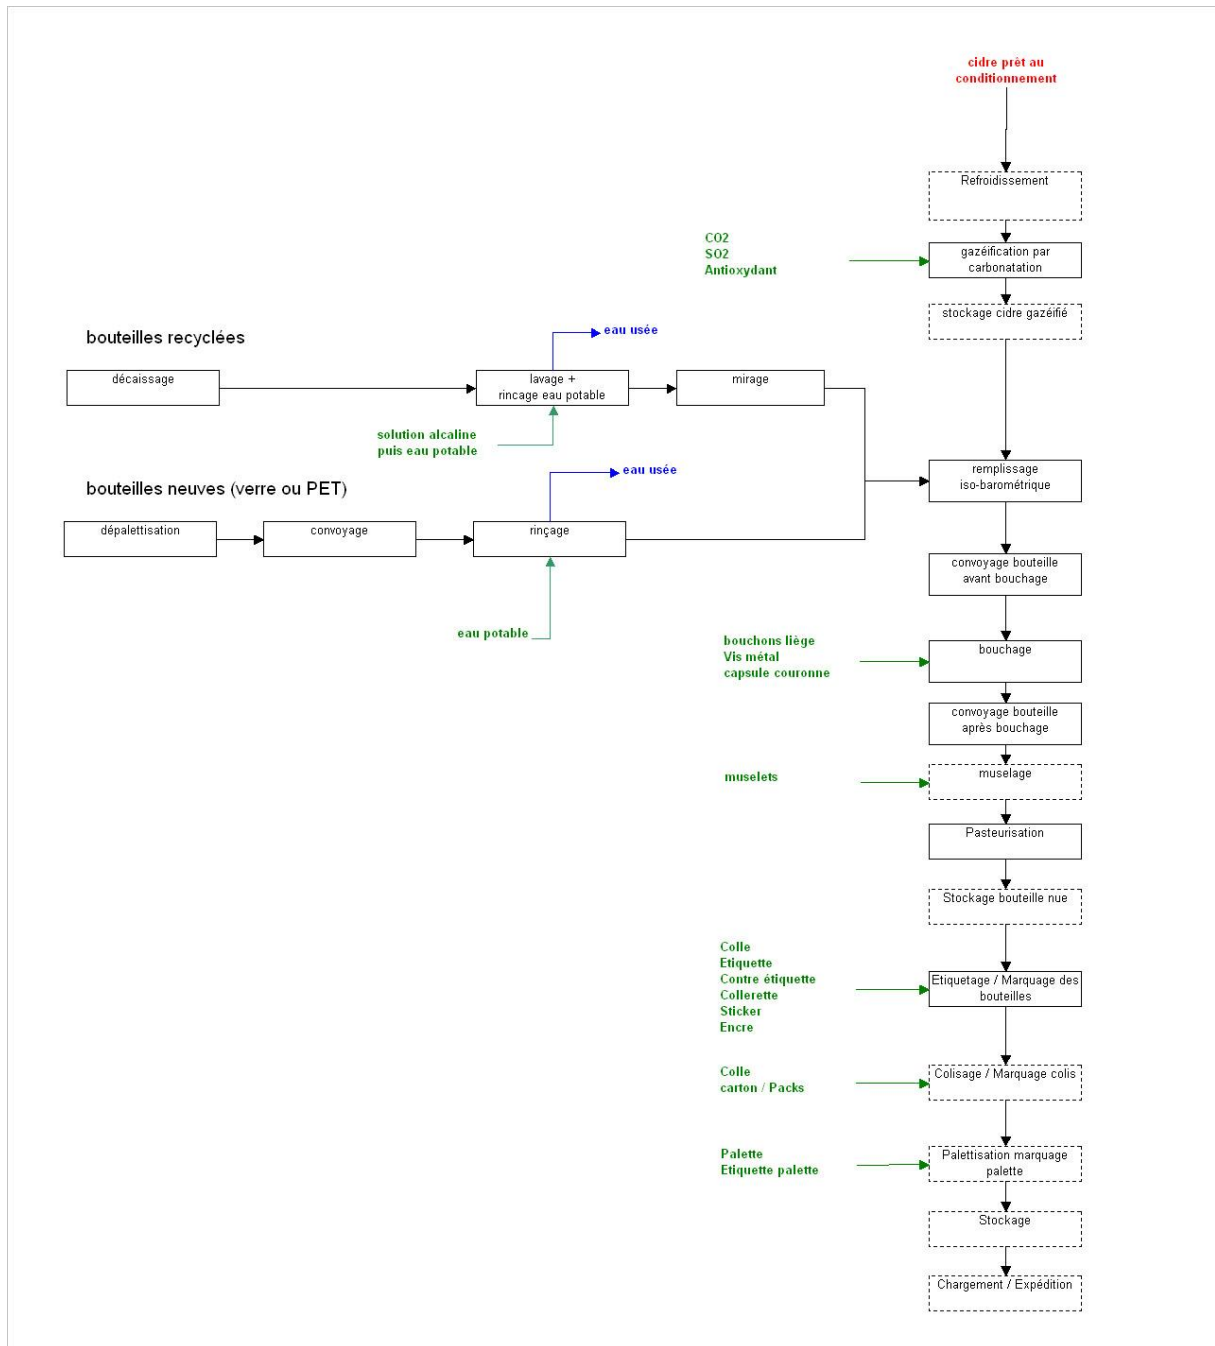 cidre prèt au
conditionnement
Refroidissement
CO2
SO2
Antioxydant
gazéification par
carbonatation
stockage cidre gazéifié
bouteilles recyclées
eau usée
décaissage
lavage +
rincage eau potable
mirage
solution alcaline
puis eau potable
remplissage
iso-barométrique
bouteilles neuves (verre ou PET)
eau usée
dépalettisation
convoyage
rinçage
convoyage bouteille
avant bouchage
eau potable
bouchons liège
Vis métal
capsule couronne
bouchage
convoyage bouteille
après bouchage
muselets
muselage
Pasteurisation
Stockage bouteille nue
Colle
Etiquette
Contre étiquette
Collerette
Sticker
Encre
Etiquetage / Marquage des
bouteilles
Colle
carton / Packs
Colisage / Marquage colis
Palette
Etiquette palette
Palettisation marquage
palette
Stockage
Chargement / Expédition